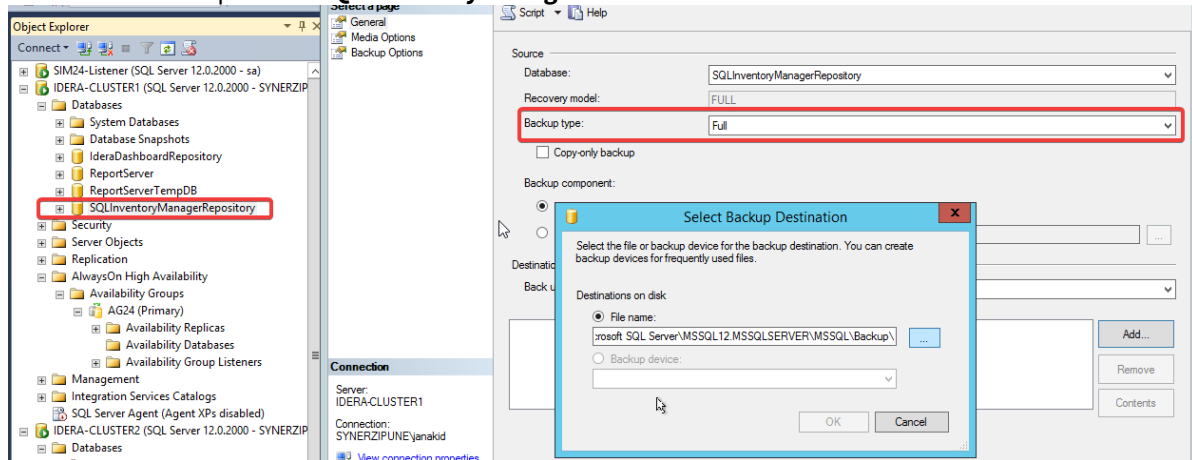 Object Explorer
Connect
SIM24-Listener (SQL Server 12.0.2000 - sa)
IDERA-CLUSTER1 (SQL Server 12.0.2000 - SYNERZIP
Databases
System Databases
Database Snapshots
IderaDashboardRepository
ReportServer
ReportServerTempDB
SQLInventoryManagerRepository
Security
Server Objects
Replication
AlwaysOn High Availability
Availability Groups
AG24 (Primary)
Availability Replicas
Availability Databases
Availability Group Listeners
Management
Integration Services Catalogs
SQL Server Agent (Agent XPs disabled)
IDERA-CLUSTER2 (SQL Server 12.0.2000 - SYNERZIP
Databases
Select a page
General
Media Options
Backup Options
Connection
Server:
IDERA-CLUSTER1
Connection:
SYNERZIPUNE\janakid
View connection properties
Script Help
Source
Database: SQLInventoryManagerRepository
Recovery model: FULL
Backup type: Full
Copy-only backup
Backup component:
...
Back u
Add...
Remove
Contents
Select Backup Destination
x
Select the file or backup device for the backup destination. You can create
backup devices for frequently used files.
Destinations on disk
File name:
rosoft SQL Server\MSSQL12.MSSQLSERVER\MSSQL\Backup\ ...
Backup device:
OK Cancel